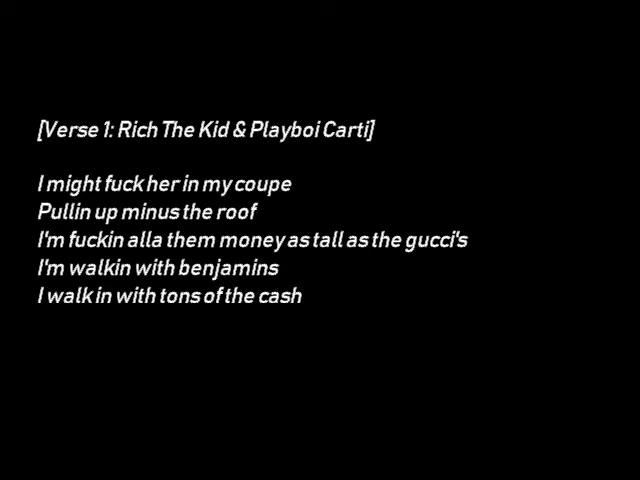 [Verse 1: Rich The Kid & Playboi Carti]
I might fuck her in my coupe
Pullin up minus the roof
I'm fuckin alla them money as tall as the gucci's
I'm walkin with benjamins
I walk in with tons of the cash